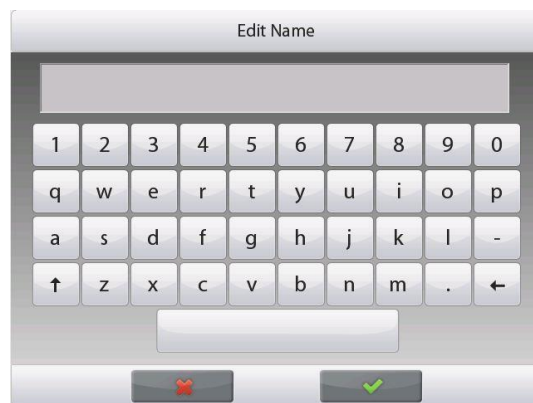 Edit Name
1 2 3 4 5 6 7 8 9 0
q w e r t y u i o p
a s d f g h j k l -
↑ z x c v b n m . ←